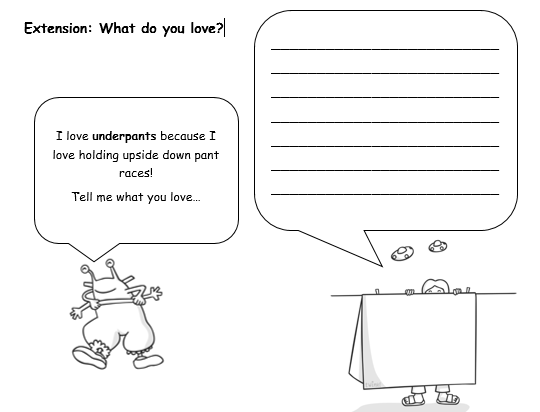 Extension: What do you love?
I love underpants because I
love holding upside down pant
races!
Tell me what you love...